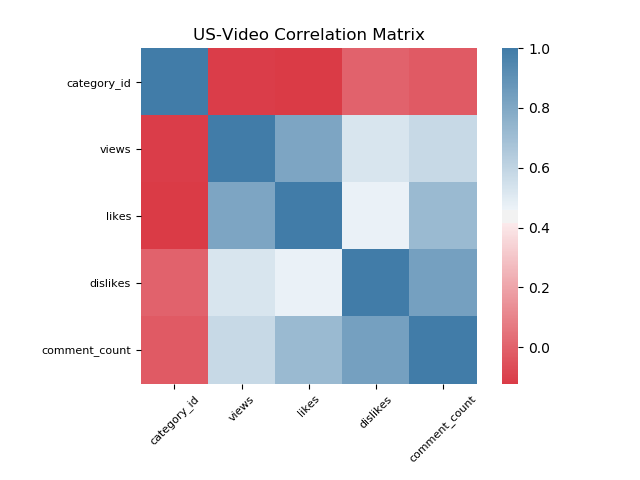 US-Video Correlation Matrix
category_id
views
likes
dislikes
comment_count
category_id
views
likes
dislikes
comment_count
1.0
0.8
0.6
0.4
0.2
0.0